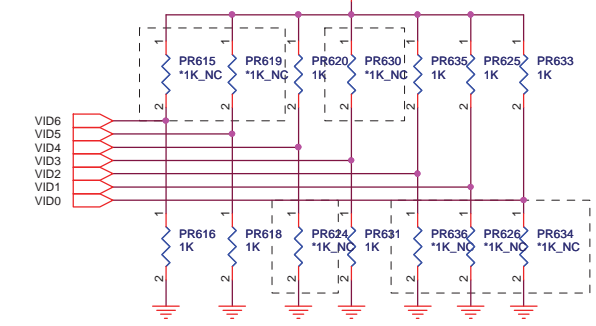 1 1 1 1 1 1 1
PR615 PR619 PR620 PR630 PR635 PR625 PR633
*1K_NC *1K_NC 1K *1K_NC 1K 1K 1K
2 2 2 2 2 2 2
VID6
VID5
VID4
VID3
VID2
VID1
VID0
1 1 1 1 1 1 1
PR616 PR618 PR624 PR631 PR636 PR626 PR634
1K 1K *1K_NC 1K *1K_NC *1K_NC *1K_NC
2 2 2 2 2 2 2